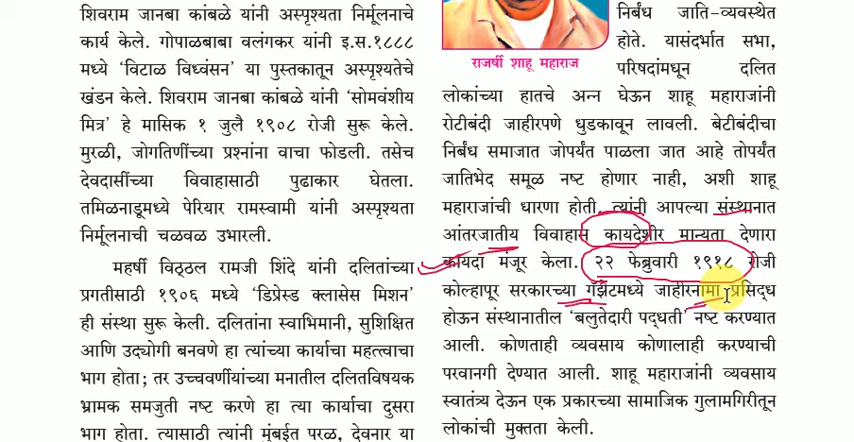 शिवराम जानबा कांबळे यांनी अस्पृश्यता निर्मूलनाचे
कार्य केले. गोपाळबाबा वलंगकर यांनी इ.स.१८८८
मध्ये ‘विटाळ विध्वंसन’ या पुस्तकातून अस्पृश्यतेचे
खंडन केले. शिवराम जानबा कांबळे यांनी ‘सोमवंशीय
मित्र’ हे मासिक १ जुलै १९०८ रोजी सुरू केले.
मुरळी, जोगतिणींच्या प्रश्नांना वाचा फोडली. तसेच
देवदासींच्या विवाहासाठी पुढाकार घेतला.
तमिळनाडूमध्ये पेरियार रामस्वामी यांनी अस्पृश्यता
निर्मूलनाची चळवळ उभारली.
महर्षी विठ्ठल रामजी शिंदे यांनी दलितांच्या
प्रगतीसाठी १९०६ मध्ये ‘डिप्रेस्ड क्लासेस मिशन’
ही संस्था सुरू केली. दलितांना स्वाभिमानी, सुशिक्षित
आणि उद्योगी बनवणे हा त्यांच्या कार्याचा महत्त्वाचा
भाग होता; तर उच्चवर्णीयांच्या मनातील दलितविषयक
भ्रामक समजुती नष्ट करणे हा त्या कार्याचा दुसरा
भाग होता. त्यासाठी त्यांनी मुंबईत परळ, देवनार या
राजर्षी शाहू महाराज
निर्बंध जाति-व्यवस्थेत
होते. यासंदर्भात सभा,
परिषदांमधून दलित
लोकांच्या हातचे अन्न घेऊन शाहू महाराजांनी
रोटीबंदी जाहीरपणे धुडकावून लावली. बेटीबंदीचा
निर्बंध समाजात जोपर्यंत पाळला जात आहे तोपर्यंत
जातिभेद समूळ नष्ट होणार नाही, अशी शाहू
महाराजांची धारणा होती. त्यांनी आपल्या संस्थानात
आंतरजातीय विवाहास कायदेशीर मान्यता देणारा
कायदा मंजूर केला. २२ फेब्रुवारी १९१८ रोजी
कोल्हापूर सरकारच्या गॅझेटमध्ये जाहीरनामा प्रसिद्ध
होऊन संस्थानातील ‘बलुतेदारी पद्धती’ नष्ट करण्यात
आली. कोणताही व्यवसाय कोणालाही करण्याची
परवानगी देण्यात आली. शाहू महाराजांनी व्यवसाय
स्वातंत्र्य देऊन एक प्रकारच्या सामाजिक गुलामगिरीतून
लोकांची मुक्तता केली.